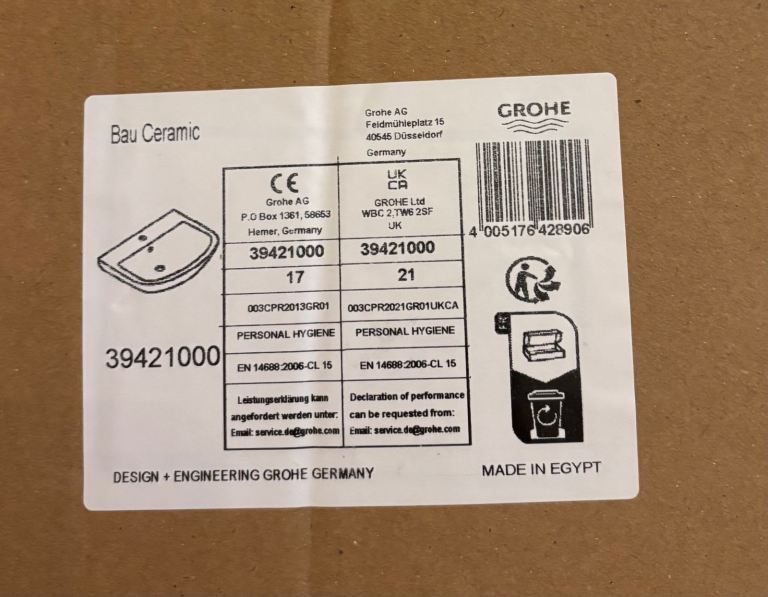 Bau Ceramic
Grohe AG
Feldmühleplatz 15
40545 Düsseldorf
Germany
GROHE
CE
Grohe AG
P.O Box 1361, 58653
Hemer, Germany
39421000
17
003CPR2013GR01
PERSONAL HYGIENE
EN 14688:2006-CL 15
Leistungserklärung kann
angefordert werden unter:
Email: service.de@grohe.com
UK
CA
GROHE Ltd
WBC 2,TW6 2SF
UK
39421000
21
003CPR2021GR01UKCA
PERSONAL HYGIENE
EN 14688:2006-CL 15
Declaration of performance
can be requested from:
Email: service.de@grohe.com
4 005176 428906
FR
39421000
DESIGN + ENGINEERING GROHE GERMANY
MADE IN EGYPT